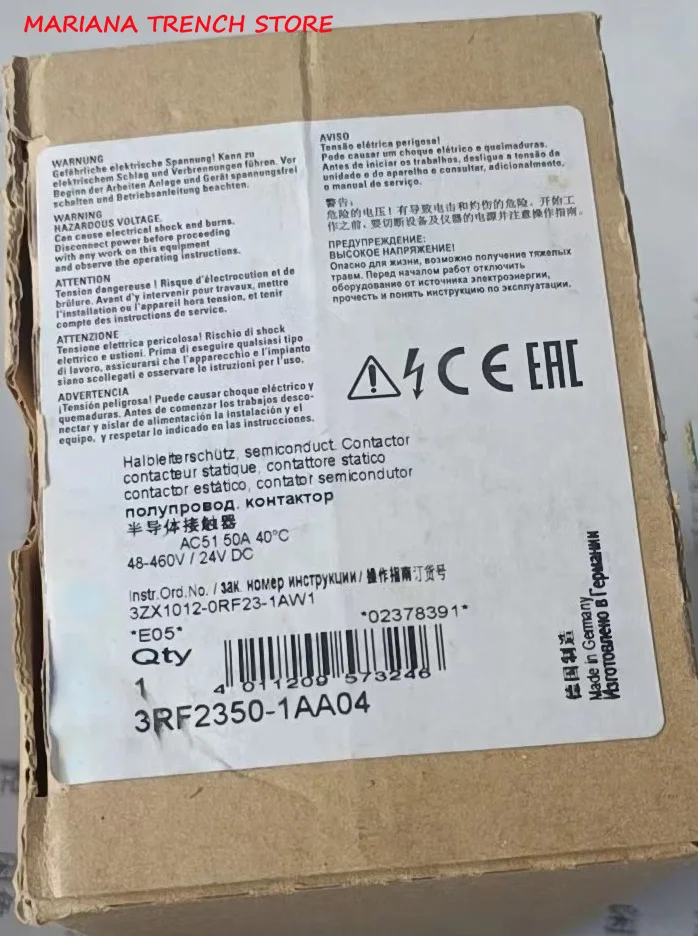 MARIANA TRENCH STORE
WARNUNG
Gefährliche elektrische Spannung! Kann zu
elektrischem Schlag und Verbrennungen führen. Vor
Beginn der Arbeiten Anlage und Gerät spannungsfrei
schalten und Betriebsanleitung beachten.
WARNING
HAZARDOUS VOLTAGE.
Can cause electrical shock and burns.
Disconnect power before proceeding
with any work on this equipment
and observe the operating instructions.
ATTENTION
Tension dangereuse ! Risque d'électrocution et de
brûlure. Avant d'y intervenir pour travaux, mettre
l'installation ou l'appareil hors tension, et tenir
compte des instructions de service.
ATTENZIONE
Tensione elettrica pericolosa! Rischio di shock
elettrico e ustioni. Prima di eseguire qualsiasi tipo
di lavoro, assicurarsi che l'apparecchio e l'impianto
siano scollegati e osservare le istruzioni per l'uso.
ADVERTENCIA
¡Tensión peligrosa! Puede causar choque eléctrico y
quemaduras. Antes de comenzar los trabajos desco-
nectar y aislar de alimentación la instalación y el
equipo, y respetar lo indicado en las instrucciones.
AVISO
Tensão elétrica perigosa!
Pode causar um choque elétrico e queimaduras.
Antes de iniciar os trabalhos, desligue a tensão da
unidade e do aparelho e consultar, adicionalmente,
o manual do serviço.
警告:
危险的电压!有导致电击和灼伤的危险。开始工
作之前,要切断设备及仪器的电源并注意操作指南。
ПРЕДУПРЕЖДЕНИЕ:
ВЫСОКОЕ НАПРЯЖЕНИЕ!
Опасно для жизни, возможно получение тяжелых
травм. Перед началом работ отключить
оборудование от источника электроэнергии,
прочесть и понять инструкцию по эксплуатации.
CE EAC
Halbleiterschütz, semiconduct. Contactor
contacteur statique, contattore statico
contactor estático, contator semicondutor
полупровод. контактор
半导体接触器
AC51 50A 40°C
48-460V / 24V DC
Instr.Ord.No. / зак. номер инструкции / 操作指南订货号
3ZX1012-0RF23-1AW1
*E05* *02378391*
Qty
1
4 011209 573246
3RF2350-1AA04
德国制造
Made in Germany
Изготовлено в Германии